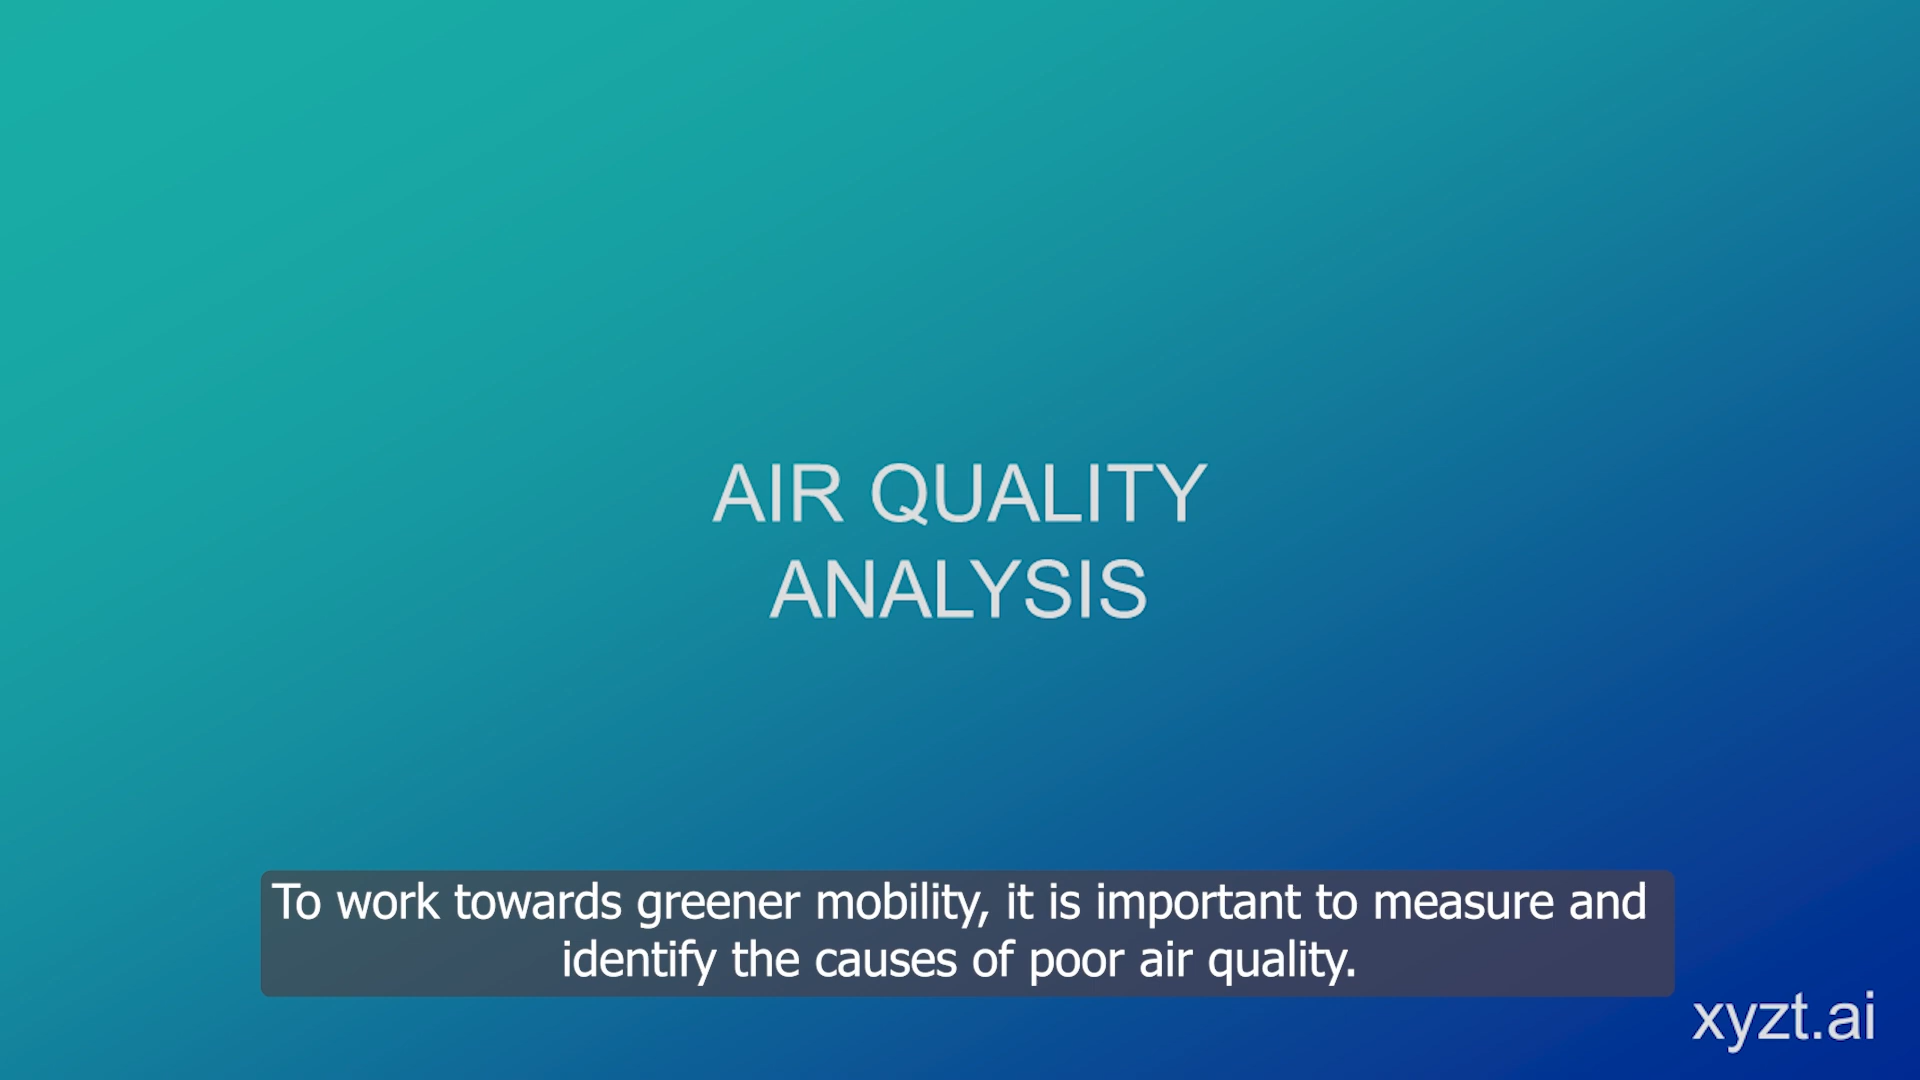 AIR QUALITY
ANALYSIS
To work towards greener mobility, it is important to measure and
identify the causes of poor air quality.
xyzt.ai